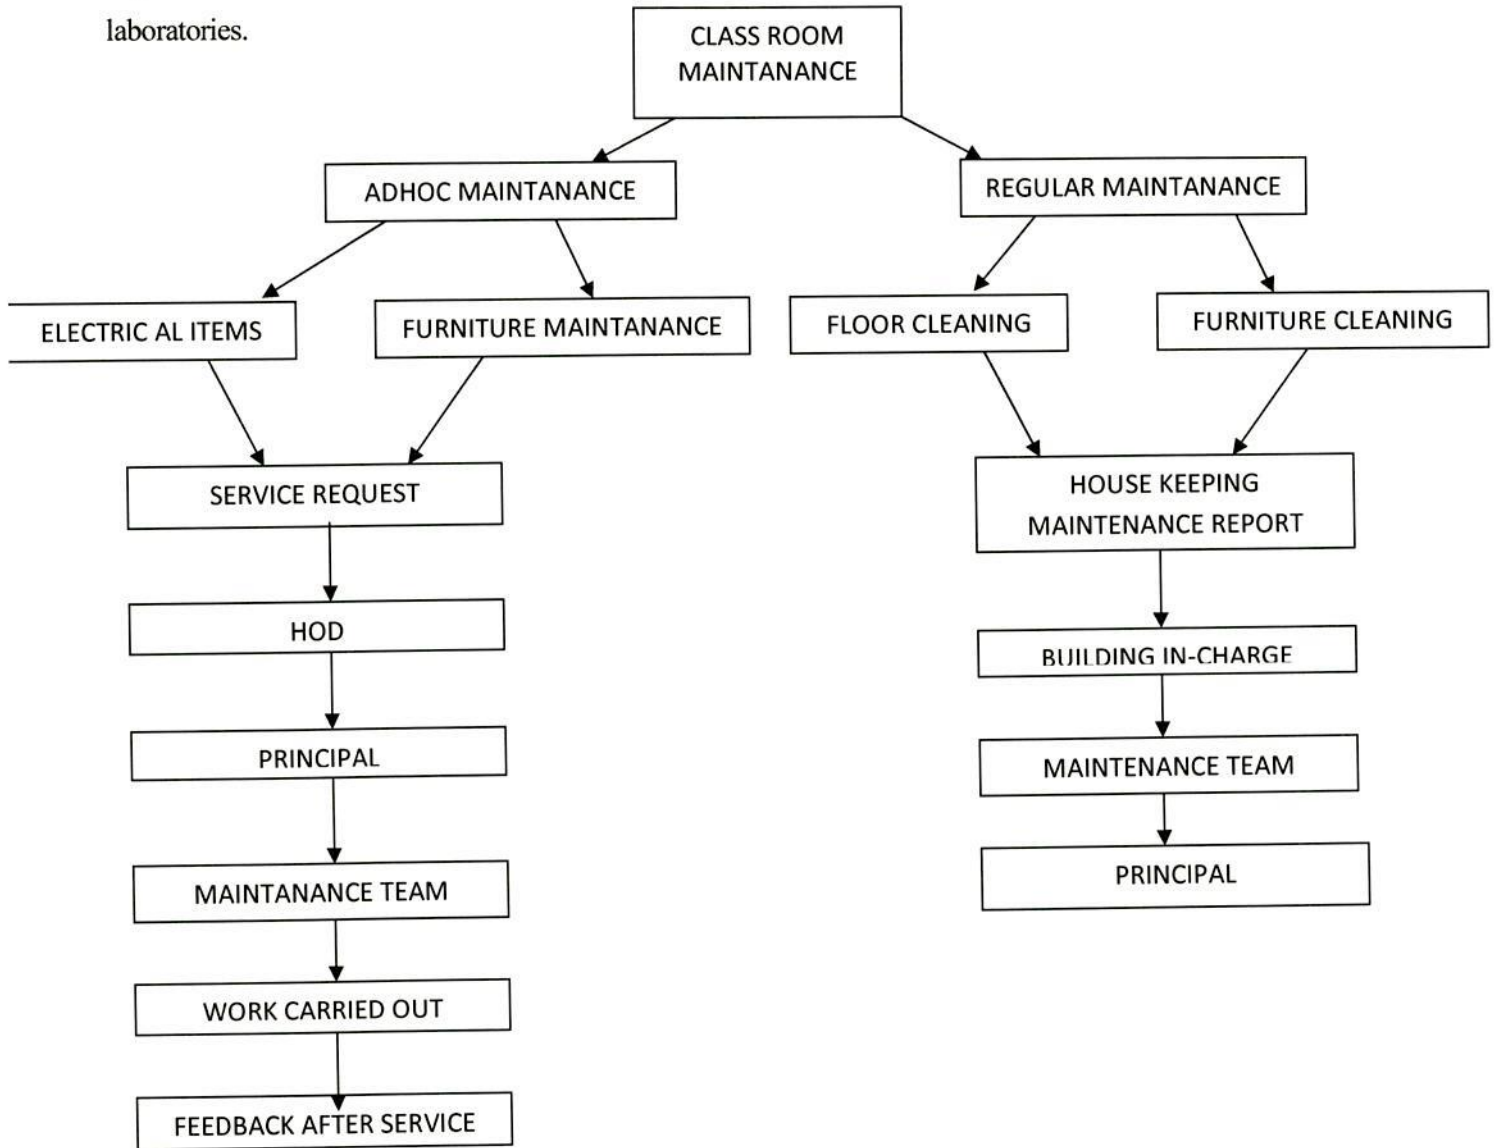 laboratories.
CLASS ROOM
MAINTANANCE
ADHOC MAINTANANCE
REGULAR MAINTANANCE
ELECTRIC AL ITEMS
FURNITURE MAINTANANCE
FLOOR CLEANING
FURNITURE CLEANING
SERVICE REQUEST
HOUSE KEEPING
MAINTENANCE REPORT
HOD
BUILDING IN-CHARGE
PRINCIPAL
MAINTENANCE TEAM
MAINTANANCE TEAM
PRINCIPAL
WORK CARRIED OUT
FEEDBACK AFTER SERVICE